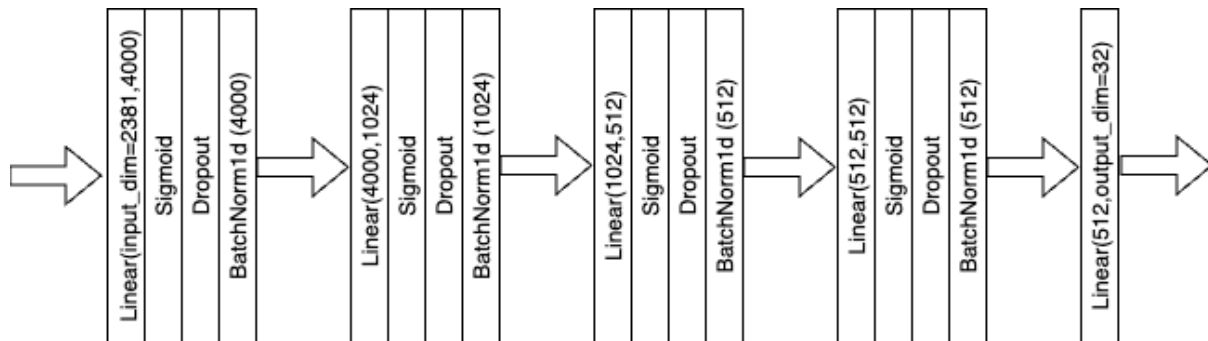 Linear(input_dim=2381,4000)
Sigmoid
Dropout
BatchNorm1d (4000)
Linear(4000,1024)
Sigmoid
Dropout
BatchNorm1d (1024)
Linear(1024,512)
Sigmoid
Dropout
BatchNorm1d (512)
Linear(512,512)
Sigmoid
Dropout
BatchNorm1d (512)
Linear(512,output_dim=32)